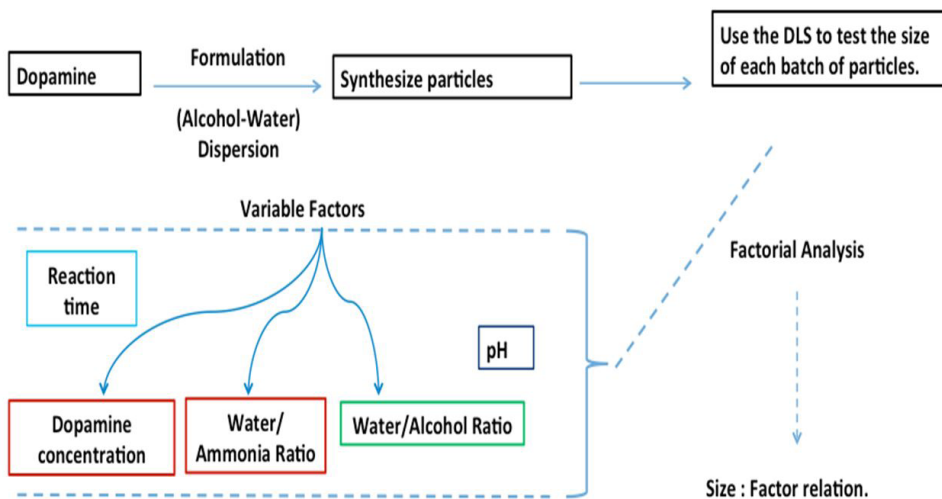 Dopamine
Formulation
(Alcohol-Water)
Dispersion
Synthesize particles
Use the DLS to test the size
of each batch of particles.
Variable Factors
Reaction
time
pH
Dopamine
concentration
Water/
Ammonia Ratio
Water/Alcohol Ratio
Factorial Analysis
Size : Factor relation.